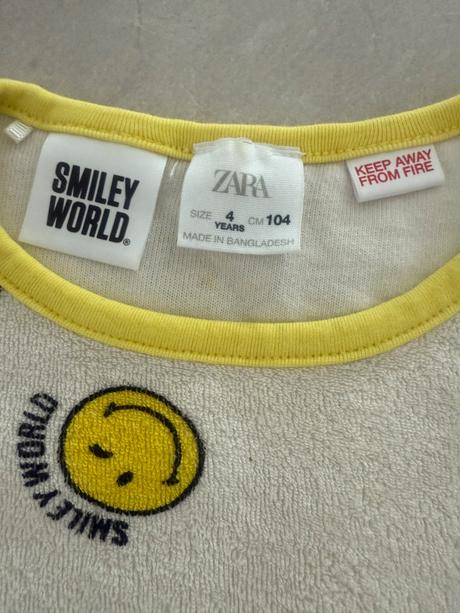 SMILEY
WORLD®
ZARA
SIZE 4 YEARS CM 104
MADE IN BANGLADESH
KEEP AWAY
FROM FIRE
SMILEY WORLD